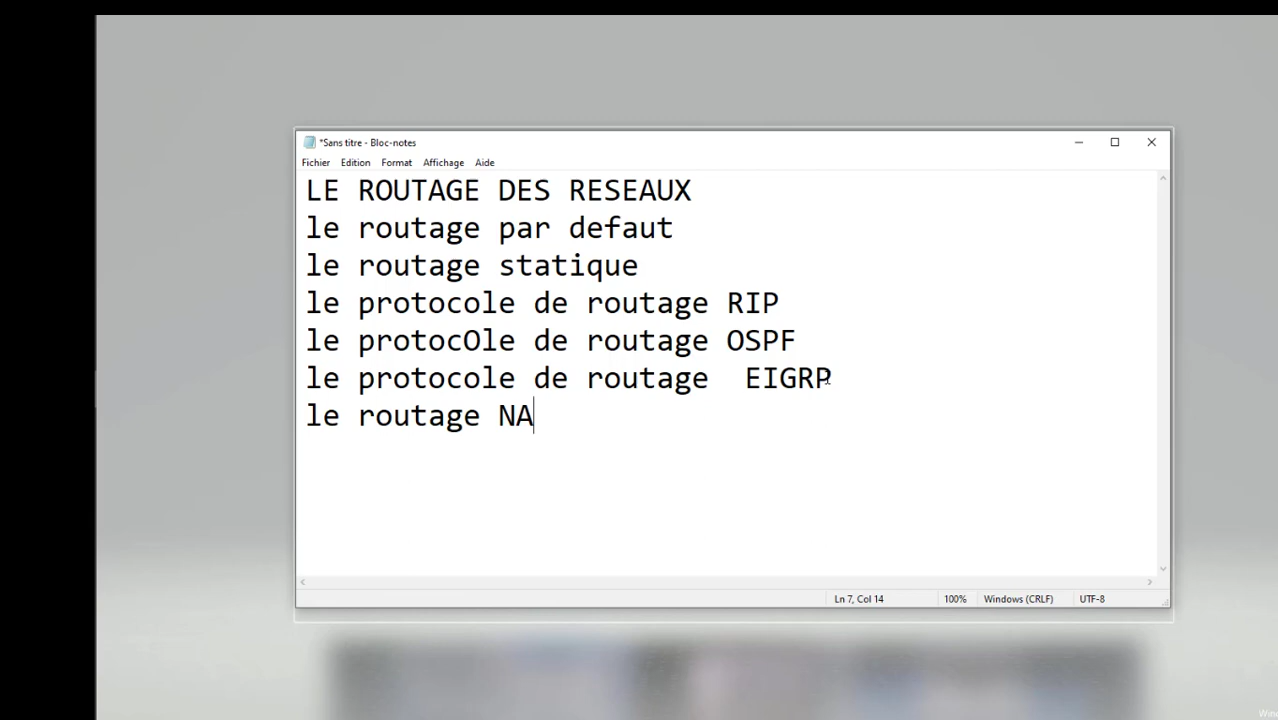 *Sans titre - Bloc-notes
Fichier Edition Format Affichage Aide
LE ROUTAGE DES RESEAUX
le routage par defaut
le routage statique
le protocole de routage RIP
le protocOle de routage OSPF
le protocole de routage  EIGRP
le routage NA
Ln 7, Col 14 100% Windows (CRLF) UTF-8